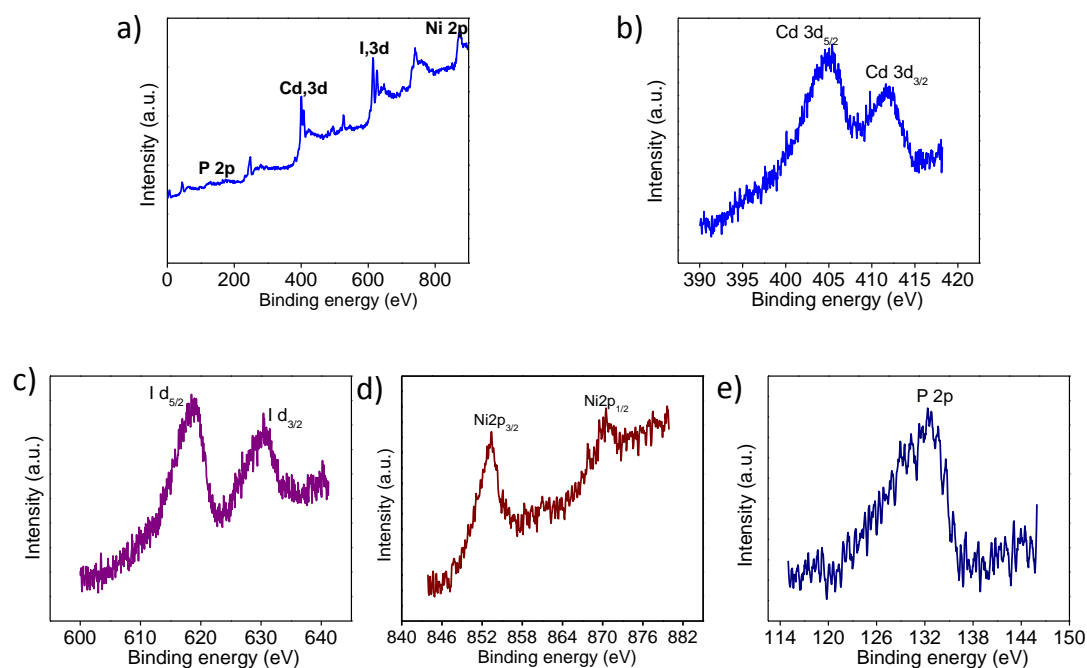 a)
Ni 2p
I,3d
Cd,3d
P 2p
Intensity (a.u.)
0 200 400 600 800
Binding energy (eV)
b)
Cd 3d5/2
Cd 3d3/2
Intensity (a.u.)
390 395 400 405 410 415 420
Binding energy (eV)
c)
I d5/2
I d3/2
Intensity (a.u.)
600 610 620 630 640
Binding energy (eV)
d)
Ni2p3/2
Ni2p1/2
Intensity (a.u.)
840 846 852 858 864 870 876 882
Binding energy (eV)
e)
P 2p
Intensity (a.u.)
114 120 126 132 138 144 150
Binding energy (eV)